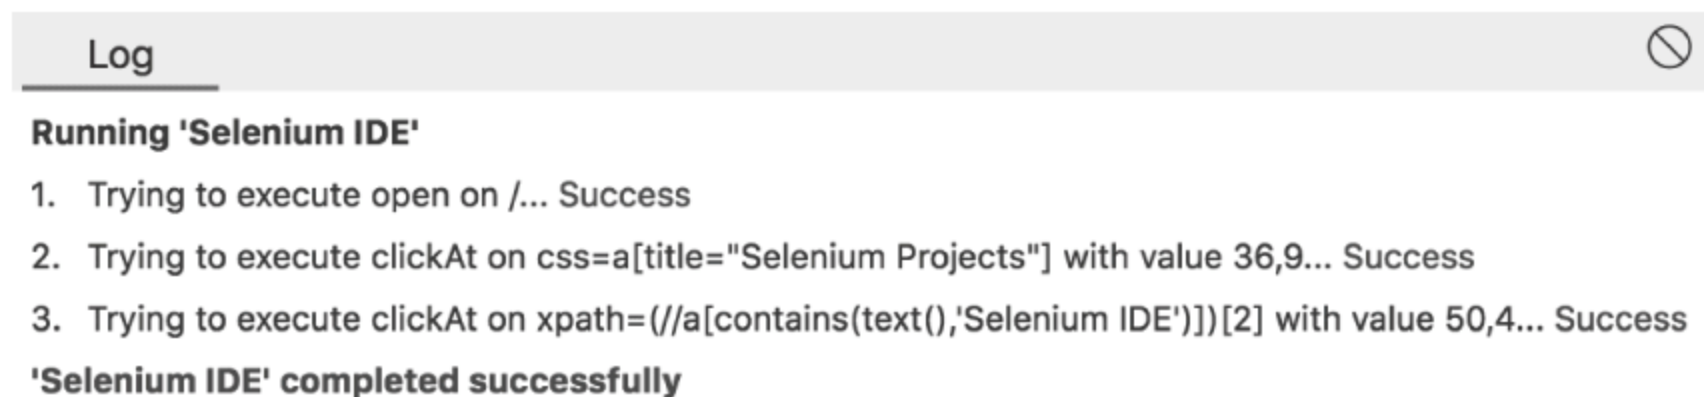 Log
Running 'Selenium IDE'
1. Trying to execute open on /... Success
2. Trying to execute clickAt on css=a[title="Selenium Projects"] with value 36,9... Success
3. Trying to execute clickAt on xpath=(//a[contains(text(),'Selenium IDE')])[2] with value 50,4... Success
'Selenium IDE' completed successfully